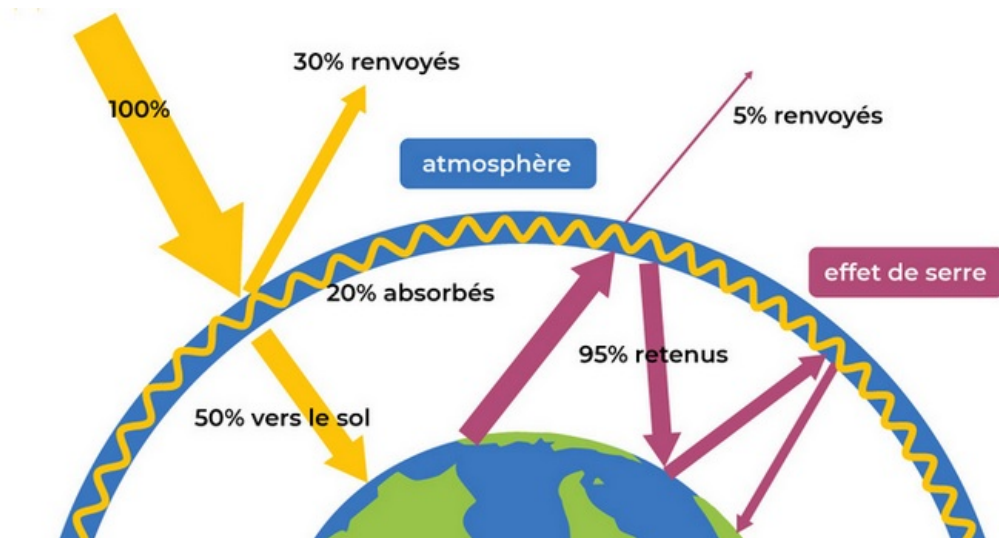 30% renvoyés
100%
5% renvoyés
atmosphère
effet de serre
20% absorbés
95% retenus
50% vers le sol